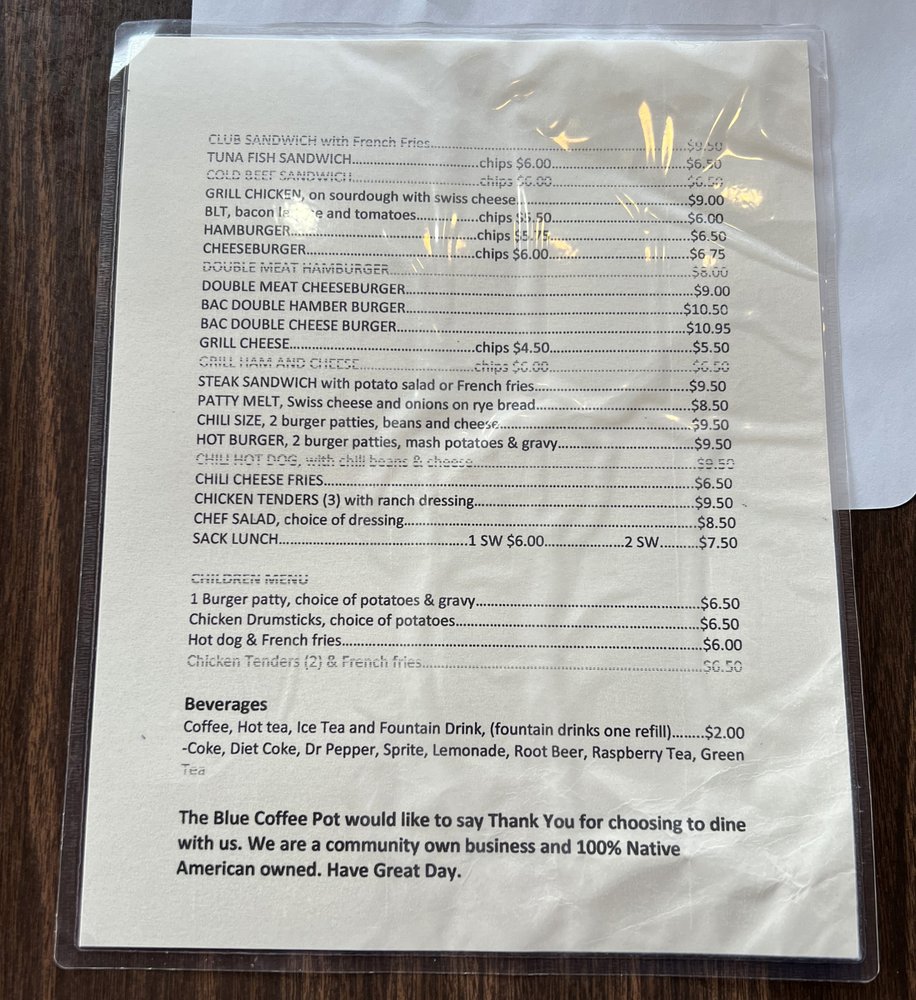 CLUB SANDWICH with French Fries..............................................................$9.50
TUNA FISH SANDWICH..............................chips $6.00..............................$6.50
COLD BEEF SANDWICH..............................chips $6.00..............................$6.50
GRILL CHICKEN, on sourdough with swiss cheese..............................$9.00
BLT, bacon and tomatoes..............chips $5.50..............................$6.00
HAMBURGER..............................chips $5.75..............................$6.50
CHEESEBURGER..............................chips $6.00..............................$6.75
DOUBLE MEAT HAMBURGER..............................$8.00
DOUBLE MEAT CHEESEBURGER..............................$9.00
BAC DOUBLE HAMBER BURGER..............................$10.50
BAC DOUBLE CHEESE BURGER..............................$10.95
GRILL CHEESE..............................chips $4.50..............................$5.50
GRILL HAM AND CHEESE..............................chips $6.00..............................$6.50
STEAK SANDWICH with potato salad or French fries..............................$9.50
PATTY MELT, Swiss cheese and onions on rye bread..............................$8.50
CHILI SIZE, 2 burger patties, beans and cheese..............................$9.50
HOT BURGER, 2 burger patties, mash potatoes & gravy..............................$9.50
CHILI HOT DOG, with chili beans & cheese..............................$9.50
CHILI CHEESE FRIES..............................$6.50
CHICKEN TENDERS (3) with ranch dressing..............................$9.50
CHEF SALAD, choice of dressing..............................$8.50
SACK LUNCH..............................1 SW $6.00....................2 SW..........$7.50
CHILDREN MENU
1 Burger patty, choice of potatoes & gravy..............................$6.50
Chicken Drumsticks, choice of potatoes..............................$6.50
Hot dog & French fries..............................$6.00
Chicken Tenders (2) & French fries..............................$6.50
Beverages
Coffee, Hot tea, Ice Tea and Fountain Drink, (fountain drinks one refill)........$2.00
-Coke, Diet Coke, Dr Pepper, Sprite, Lemonade, Root Beer, Raspberry Tea, Green
Tea
The Blue Coffee Pot would like to say Thank You for choosing to dine
with us. We are a community own business and 100% Native
American owned. Have Great Day.